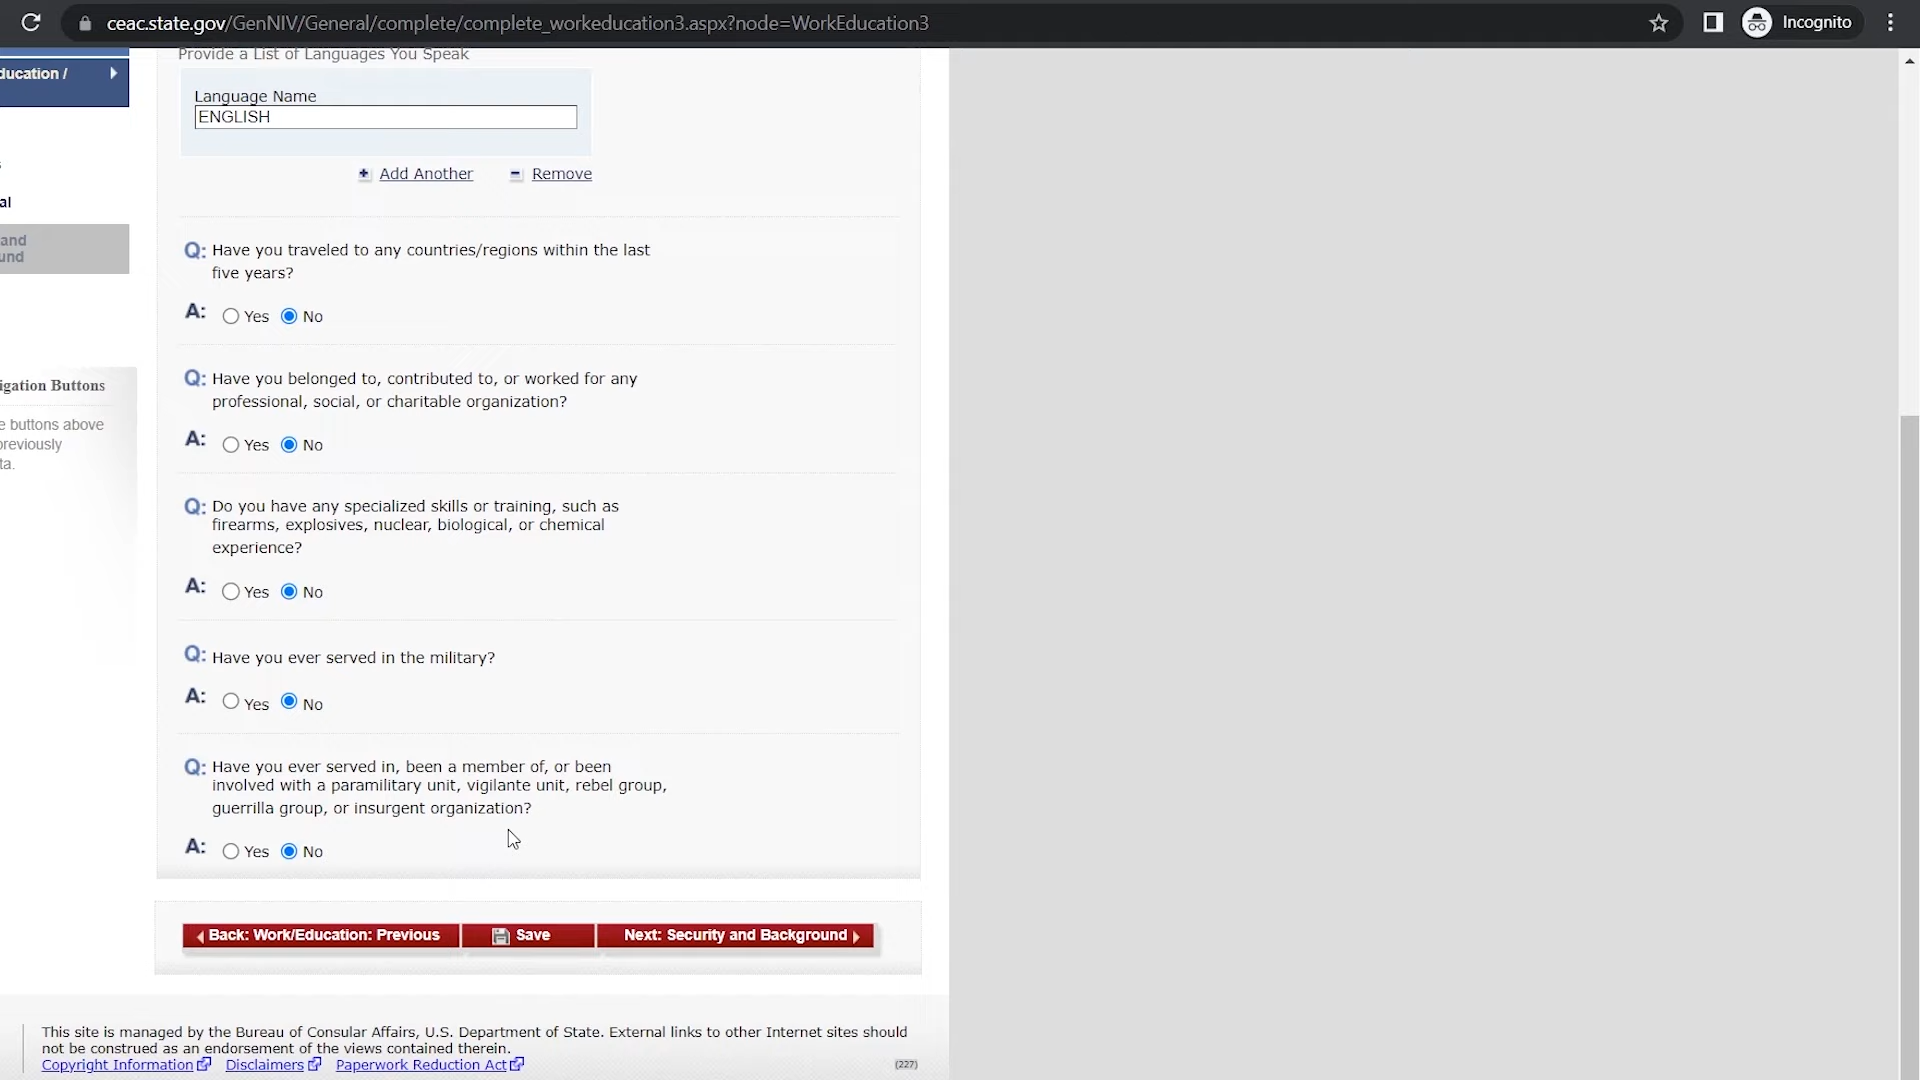 ceac.state.gov/GenNIV/General/complete/complete_workeducation3.aspx?node=WorkEducation3
Incognito
Provide a List of Languages You Speak
ducation /
Language Name
ENGLISH
Add Another
Remove
al
and
und
Q: Have you traveled to any countries/regions within the last
five years?
A: Yes No
igation Buttons
e buttons above
previously
ta.
Q: Have you belonged to, contributed to, or worked for any
professional, social, or charitable organization?
A: Yes No
Q: Do you have any specialized skills or training, such as
firearms, explosives, nuclear, biological, or chemical
experience?
A: Yes No
Q: Have you ever served in the military?
A: Yes No
Q: Have you ever served in, been a member of, or been
involved with a paramilitary unit, vigilante unit, rebel group,
guerrilla group, or insurgent organization?
A: Yes No
Back: Work/Education: Previous
Save
Next: Security and Background
This site is managed by the Bureau of Consular Affairs, U.S. Department of State. External links to other Internet sites should
not be construed as an endorsement of the views contained therein.
Copyright Information Disclaimers Paperwork Reduction Act
(227)